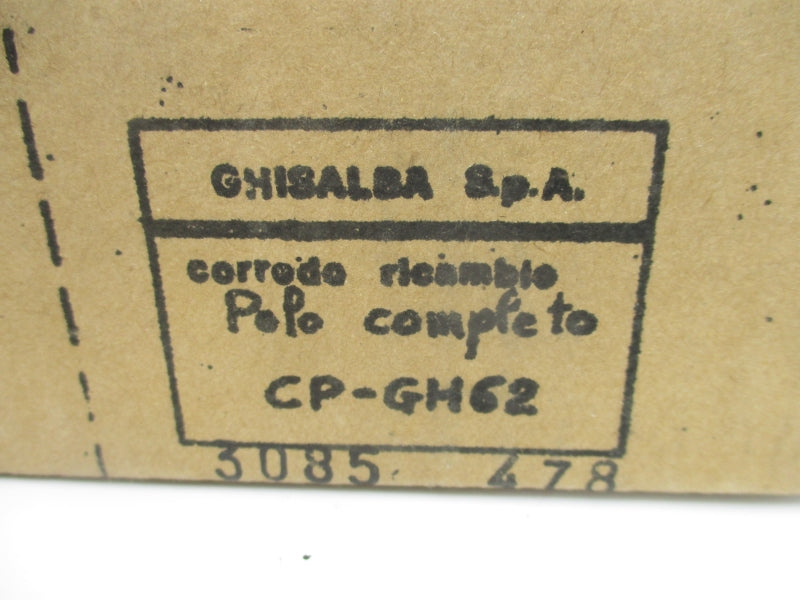 GHISALBA S.p.A.
corredo ricambio
Polo completo
CP-GH62
3085 478